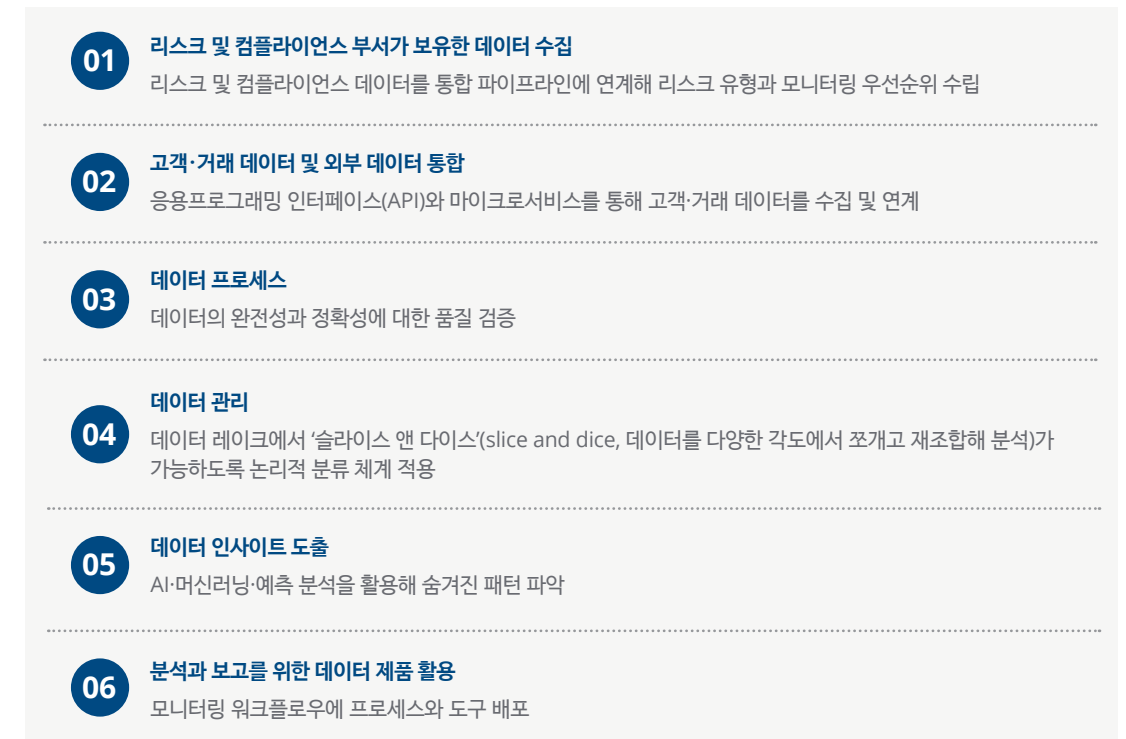 01
리스크 및 컴플라이언스 부서가 보유한 데이터 수집
리스크 및 컴플라이언스 데이터를 통합 파이프라인에 연계해 리스크 유형과 모니터링 우선순위 수립
02
고객·거래 데이터 및 외부 데이터 통합
응용프로그래밍 인터페이스(API)와 마이크로서비스를 통해 고객·거래 데이터를 수집 및 연계
03
데이터 프로세스
데이터의 완전성과 정확성에 대한 품질 검증
04
데이터 관리
데이터 레이크에서 ‘슬라이스 앤 다이스’(slice and dice, 데이터를 다양한 각도에서 쪼개고 재조합해 분석)가
가능하도록 논리적 분류 체계 적용
05
데이터 인사이트 도출
AI·머신러닝·예측 분석을 활용해 숨겨진 패턴 파악
06
분석과 보고를 위한 데이터 제품 활용
모니터링 워크플로우에 프로세스와 도구 배포